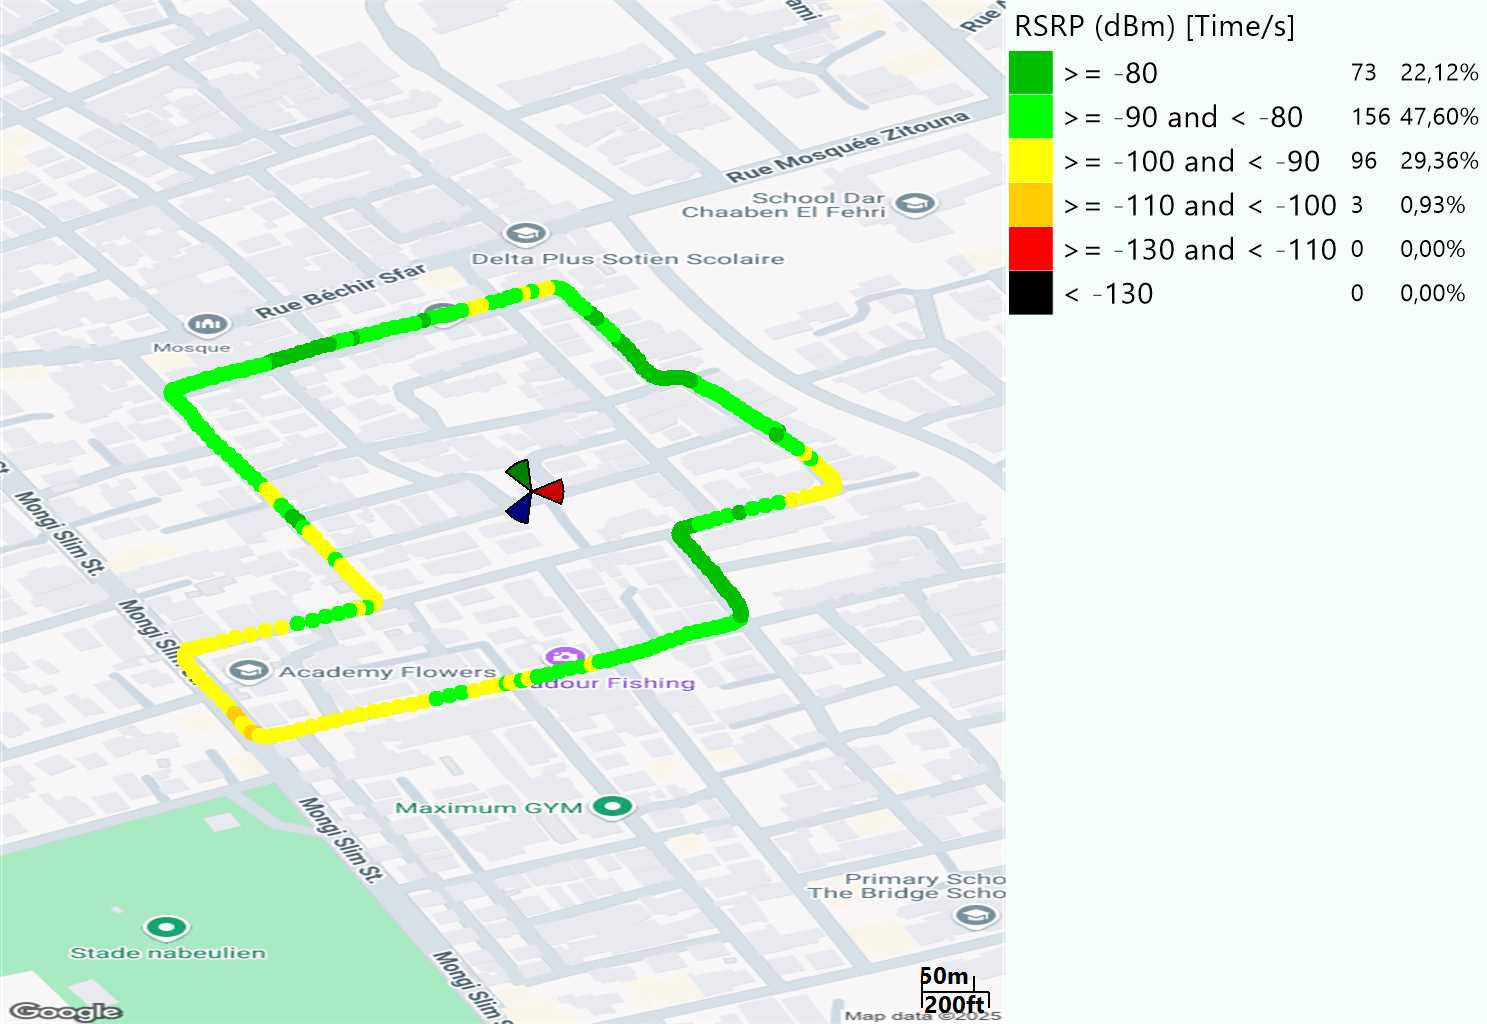 RSRP (dBm) [Time/s]
>= -80 73 22,12%
>= -90 and < -80 156 47,60%
>= -100 and < -90 96 29,36%
>= -110 and < -100 3 0,93%
>= -130 and < -110 0 0,00%
< -130 0 0,00%
Rue Mosquée Zitouna
School Dar
Chaaben El Fehri
Delta Plus Sotien Scolaire
Rue Béchir Sfar
Mosque
Mongi Slim St.
Mongi Slim
Academy Flowers
adour Fishing
Maximum GYM
Mongi Slim St.
Primary Scho
The Bridge Scho
Stade nabeulien
Mongi Slim S
50m
200ft
Google
Map data ©2025